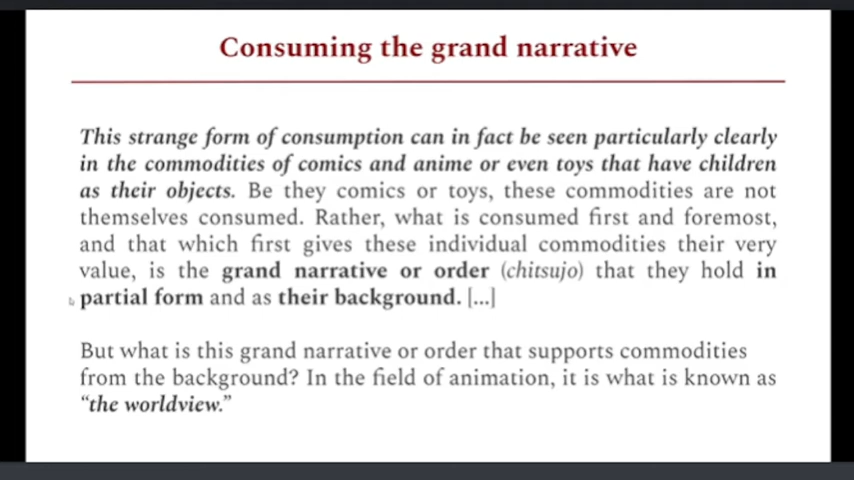 Consuming the grand narrative
This strange form of consumption can in fact be seen particularly clearly
in the commodities of comics and anime or even toys that have children
as their objects. Be they comics or toys, these commodities are not
themselves consumed. Rather, what is consumed first and foremost,
and that which first gives these individual commodities their very
value, is the grand narrative or order (chitsujo) that they hold in
partial form and as their background. [...]
But what is this grand narrative or order that supports commodities
from the background? In the field of animation, it is what is known as
“the worldview.”